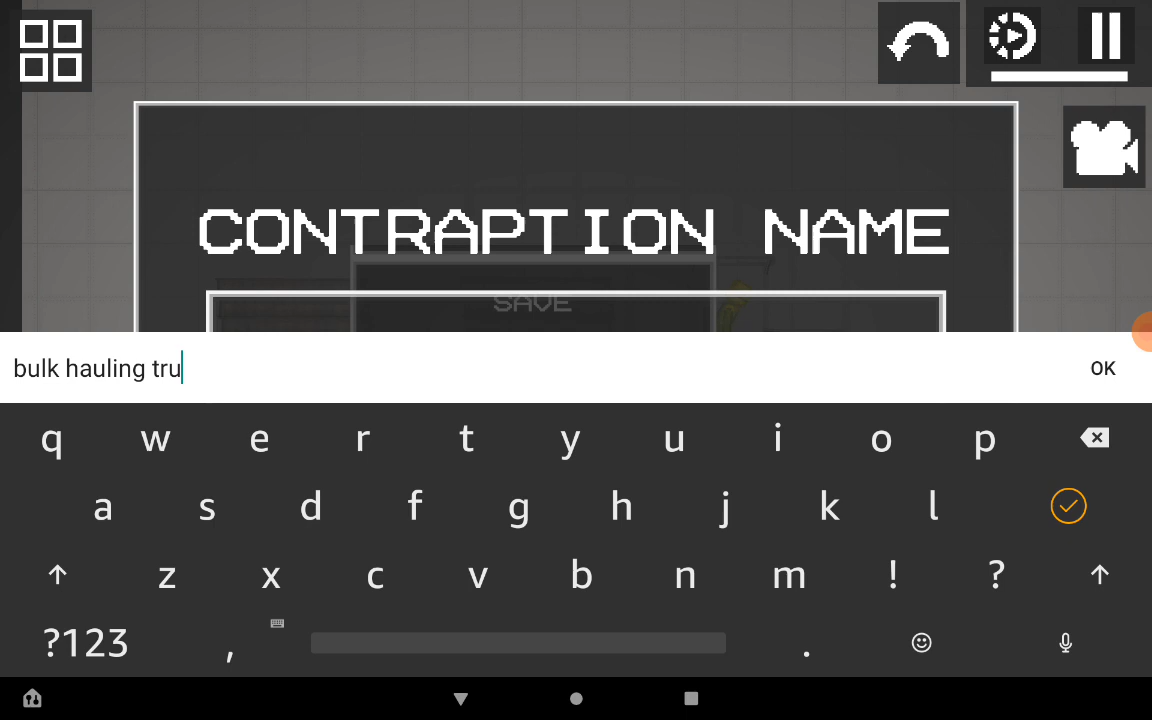 CONTRAPTION NAME
SAVE
bulk hauling tru
OK
q w e r t y u i o p
a s d f g h j k l
z x c v b n m ! ?
?123 , .